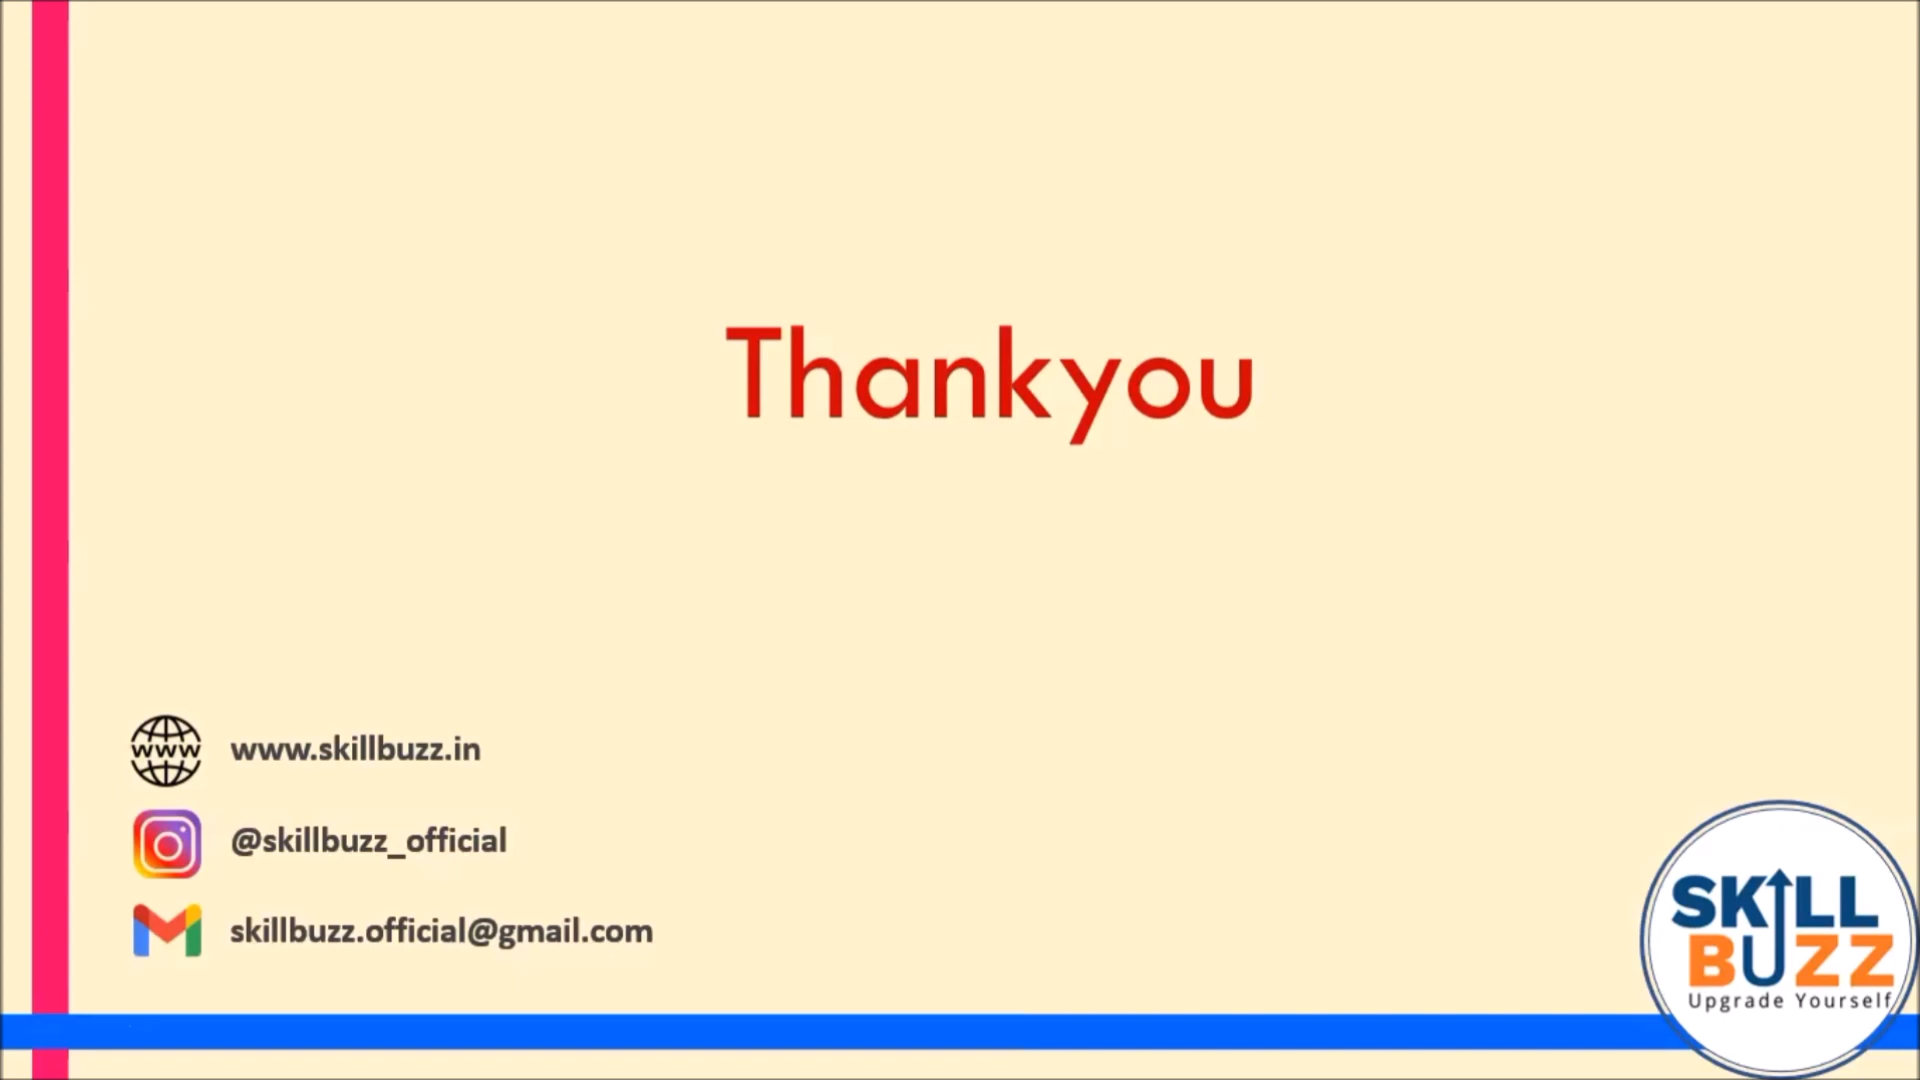 Thankyou
www
www.skillbuzz.in
@skillbuzz_official
skillbuzz.official@gmail.com
SKILL
BUZZ
Upgrade Yourself